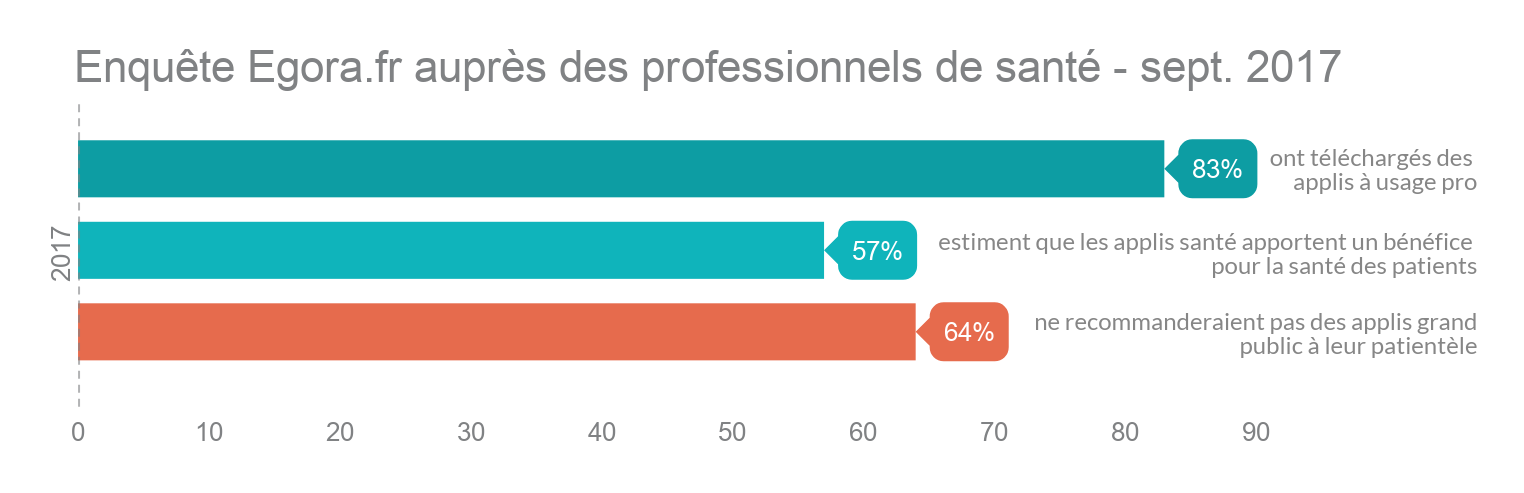 Enquête Egora.fr auprès des professionnels de santé - sept. 2017
83%
ont téléchargés des
applis à usage pro
2017
57%
estiment que les applis santé apportent un bénéfice
pour la santé des patients
64%
ne recommanderaient pas des applis grand
public à leur patientèle
0 10 20 30 40 50 60 70 80 90